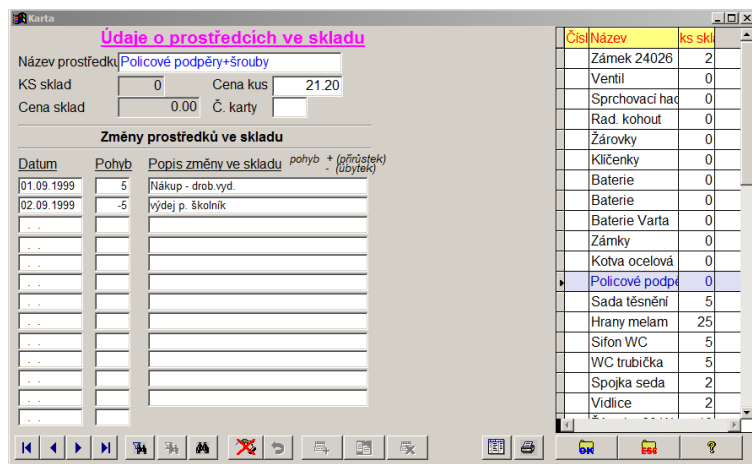 Karta
Údaje o prostředcích ve skladu
Název prostředku Policové podpěry+šrouby
KS sklad 0 Cena kus 21.20
Cena sklad 0.00 Č. karty
Změny prostředků ve skladu
Datum Pohyb Popis změny ve skladu pohyb + (přírůstek)
- (úbytek)
01.09.1999 5 Nákup - drob.vyd.
02.09.1999 -5 výdej p. školník
Čísl Název ks skl
Zámek 24026 2
Ventil 0
Sprchovací had 0
Rad. kohout 0
Žárovky 0
Klíčenky 0
Baterie 0
Baterie 0
Baterie Varta 0
Zámky 0
Kotva ocelová 0
Policové podpě 0
Sada těsnění 5
Hrany melam 25
Sifon WC 5
WC trubička 5
Spojka seda 2
Vidlice 2
OK ESC ?